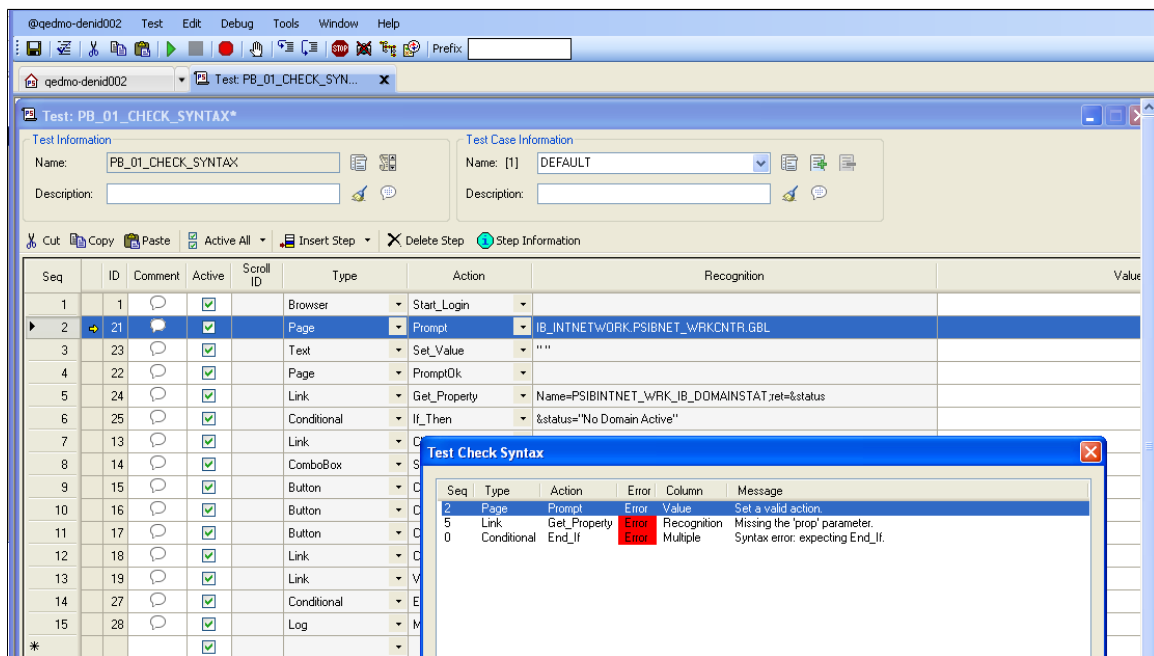 @qedmo-denid002 Test Edit Debug Tools Window Help
STOP Prefix
PS qedmo-denid002 PS Test: PB_01_CHECK_SYN... x
PS Test: PB_01_CHECK_SYNTAX*
Test Information Test Case Information
Name: PB_01_CHECK_SYNTAX Name: [1] DEFAULT
Description: Description:
Cut Copy Paste Active All Insert Step Delete Step 1 Step Information
Seq ID Comment Active Scroll ID Type Action Recognition Value
1 1 Browser Start_Login
2 21 Page Prompt IB_INTNETWORK.PSIBNET_WRKCNTR.GBL
3 23 Text Set_Value " "
4 22 Page PromptOk
5 24 Link Get_Property Name=PSIBINTNET_WRK_IB_DOMAINSTAT;ret=&status
6 25 Conditional If_Then &status="No Domain Active"
7 13 Link
8 14 ComboBox S
9 15 Button C
10 16 Button C
11 17 Button C
12 18 Link C
13 19 Link V
14 27 Conditional E
15 28 Log M
*
Test Check Syntax
Seq Type Action Error Column Message
2 Page Prompt Error Value Set a valid action.
5 Link Get_Property Error Recognition Missing the 'prop' parameter.
0 Conditional End_If Error Multiple Syntax error: expecting End_If.